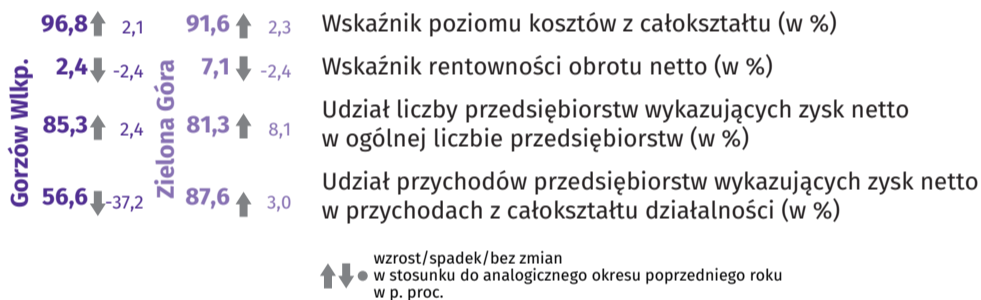 Gorzów Wlkp.
Zielona Góra
96,8 2,1 91,6 2,3 Wskaźnik poziomu kosztów z całokształtu (w %)
2,4 -2,4 7,1 -2,4 Wskaźnik rentowności obrotu netto (w %)
85,3 2,4 81,3 8,1 Udział liczby przedsiębiorstw wykazujących zysk netto
w ogólnej liczbie przedsiębiorstw (w %)
56,6 -37,2 87,6 3,0 Udział przychodów przedsiębiorstw wykazujących zysk netto
w przychodach z całokształtu działalności (w %)
wzrost/spadek/bez zmian
w stosunku do analogicznego okresu poprzedniego roku
w p. proc.